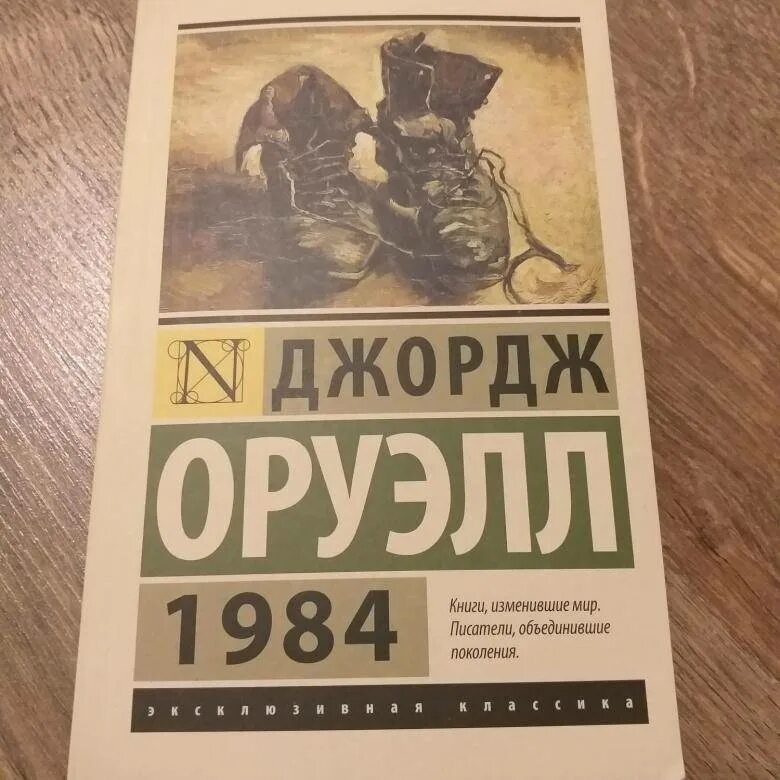 N ДЖОРДЖ
ОРУЭЛЛ
1984
Книги, изменившие мир.
Писатели, объединившие
поколения.
эксклюзивная классика